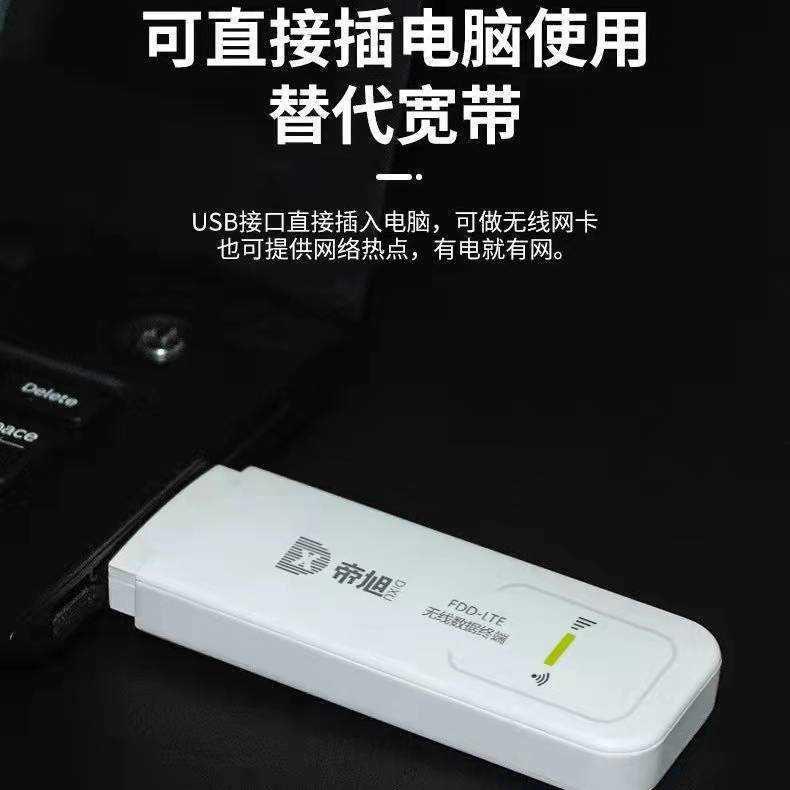 可直接插电脑使用
替代宽带
USB接口直接插入电脑，可做无线网卡
也可提供网络热点，有电就有网。
Delete
pace
帝旭
DIXU
FDD-LTE
无线数据终端